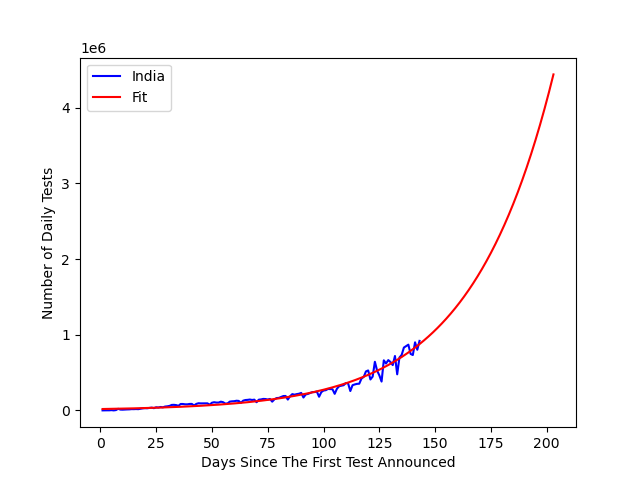 1e6
India
Fit
4
3
2
1
0
Number of Daily Tests
0 25 50 75 100 125 150 175 200
Days Since The First Test Announced